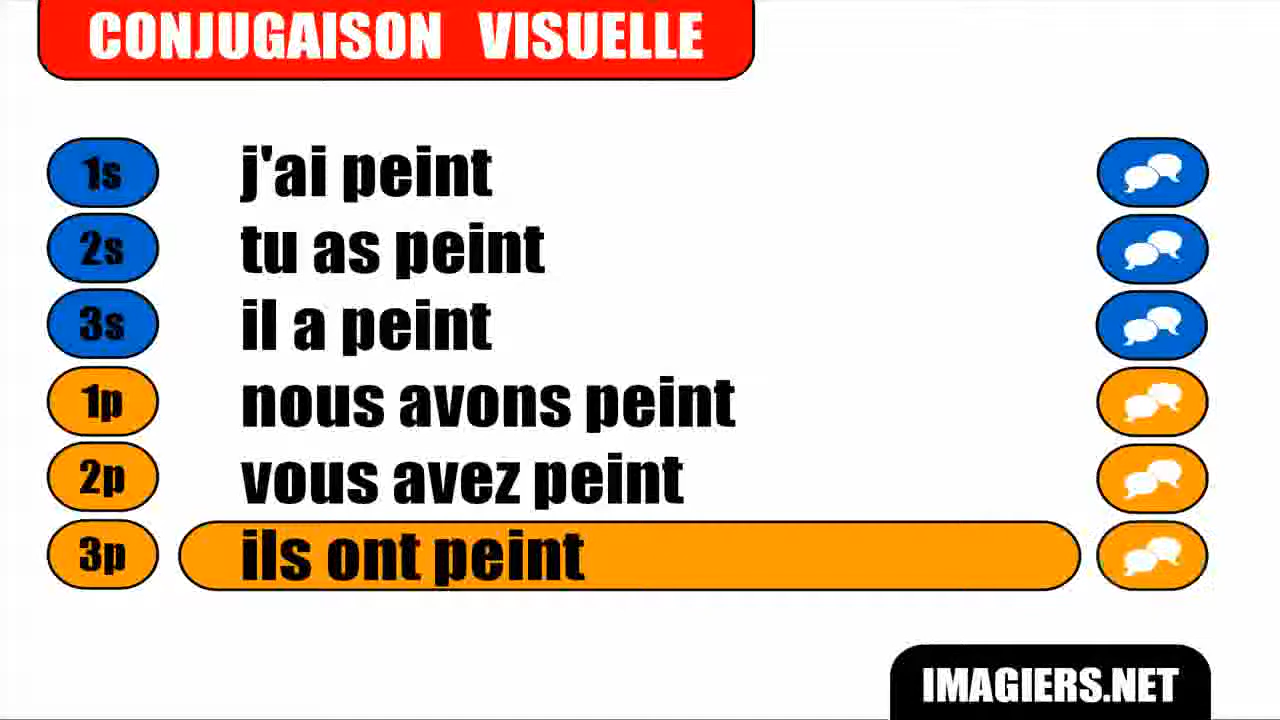 CONJUGAISON VISUELLE
1s j'ai peint
2s tu as peint
3s il a peint
1p nous avons peint
2p vous avez peint
3p ils ont peint
IMAGIERS.NET